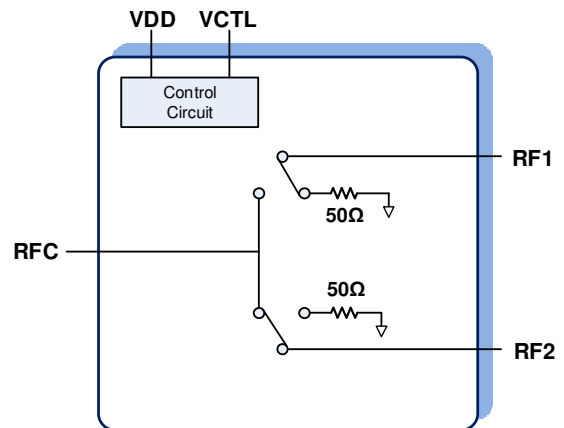 VDD VCTL
Control
Circuit
RF1
50Ω
RFC
50Ω
RF2